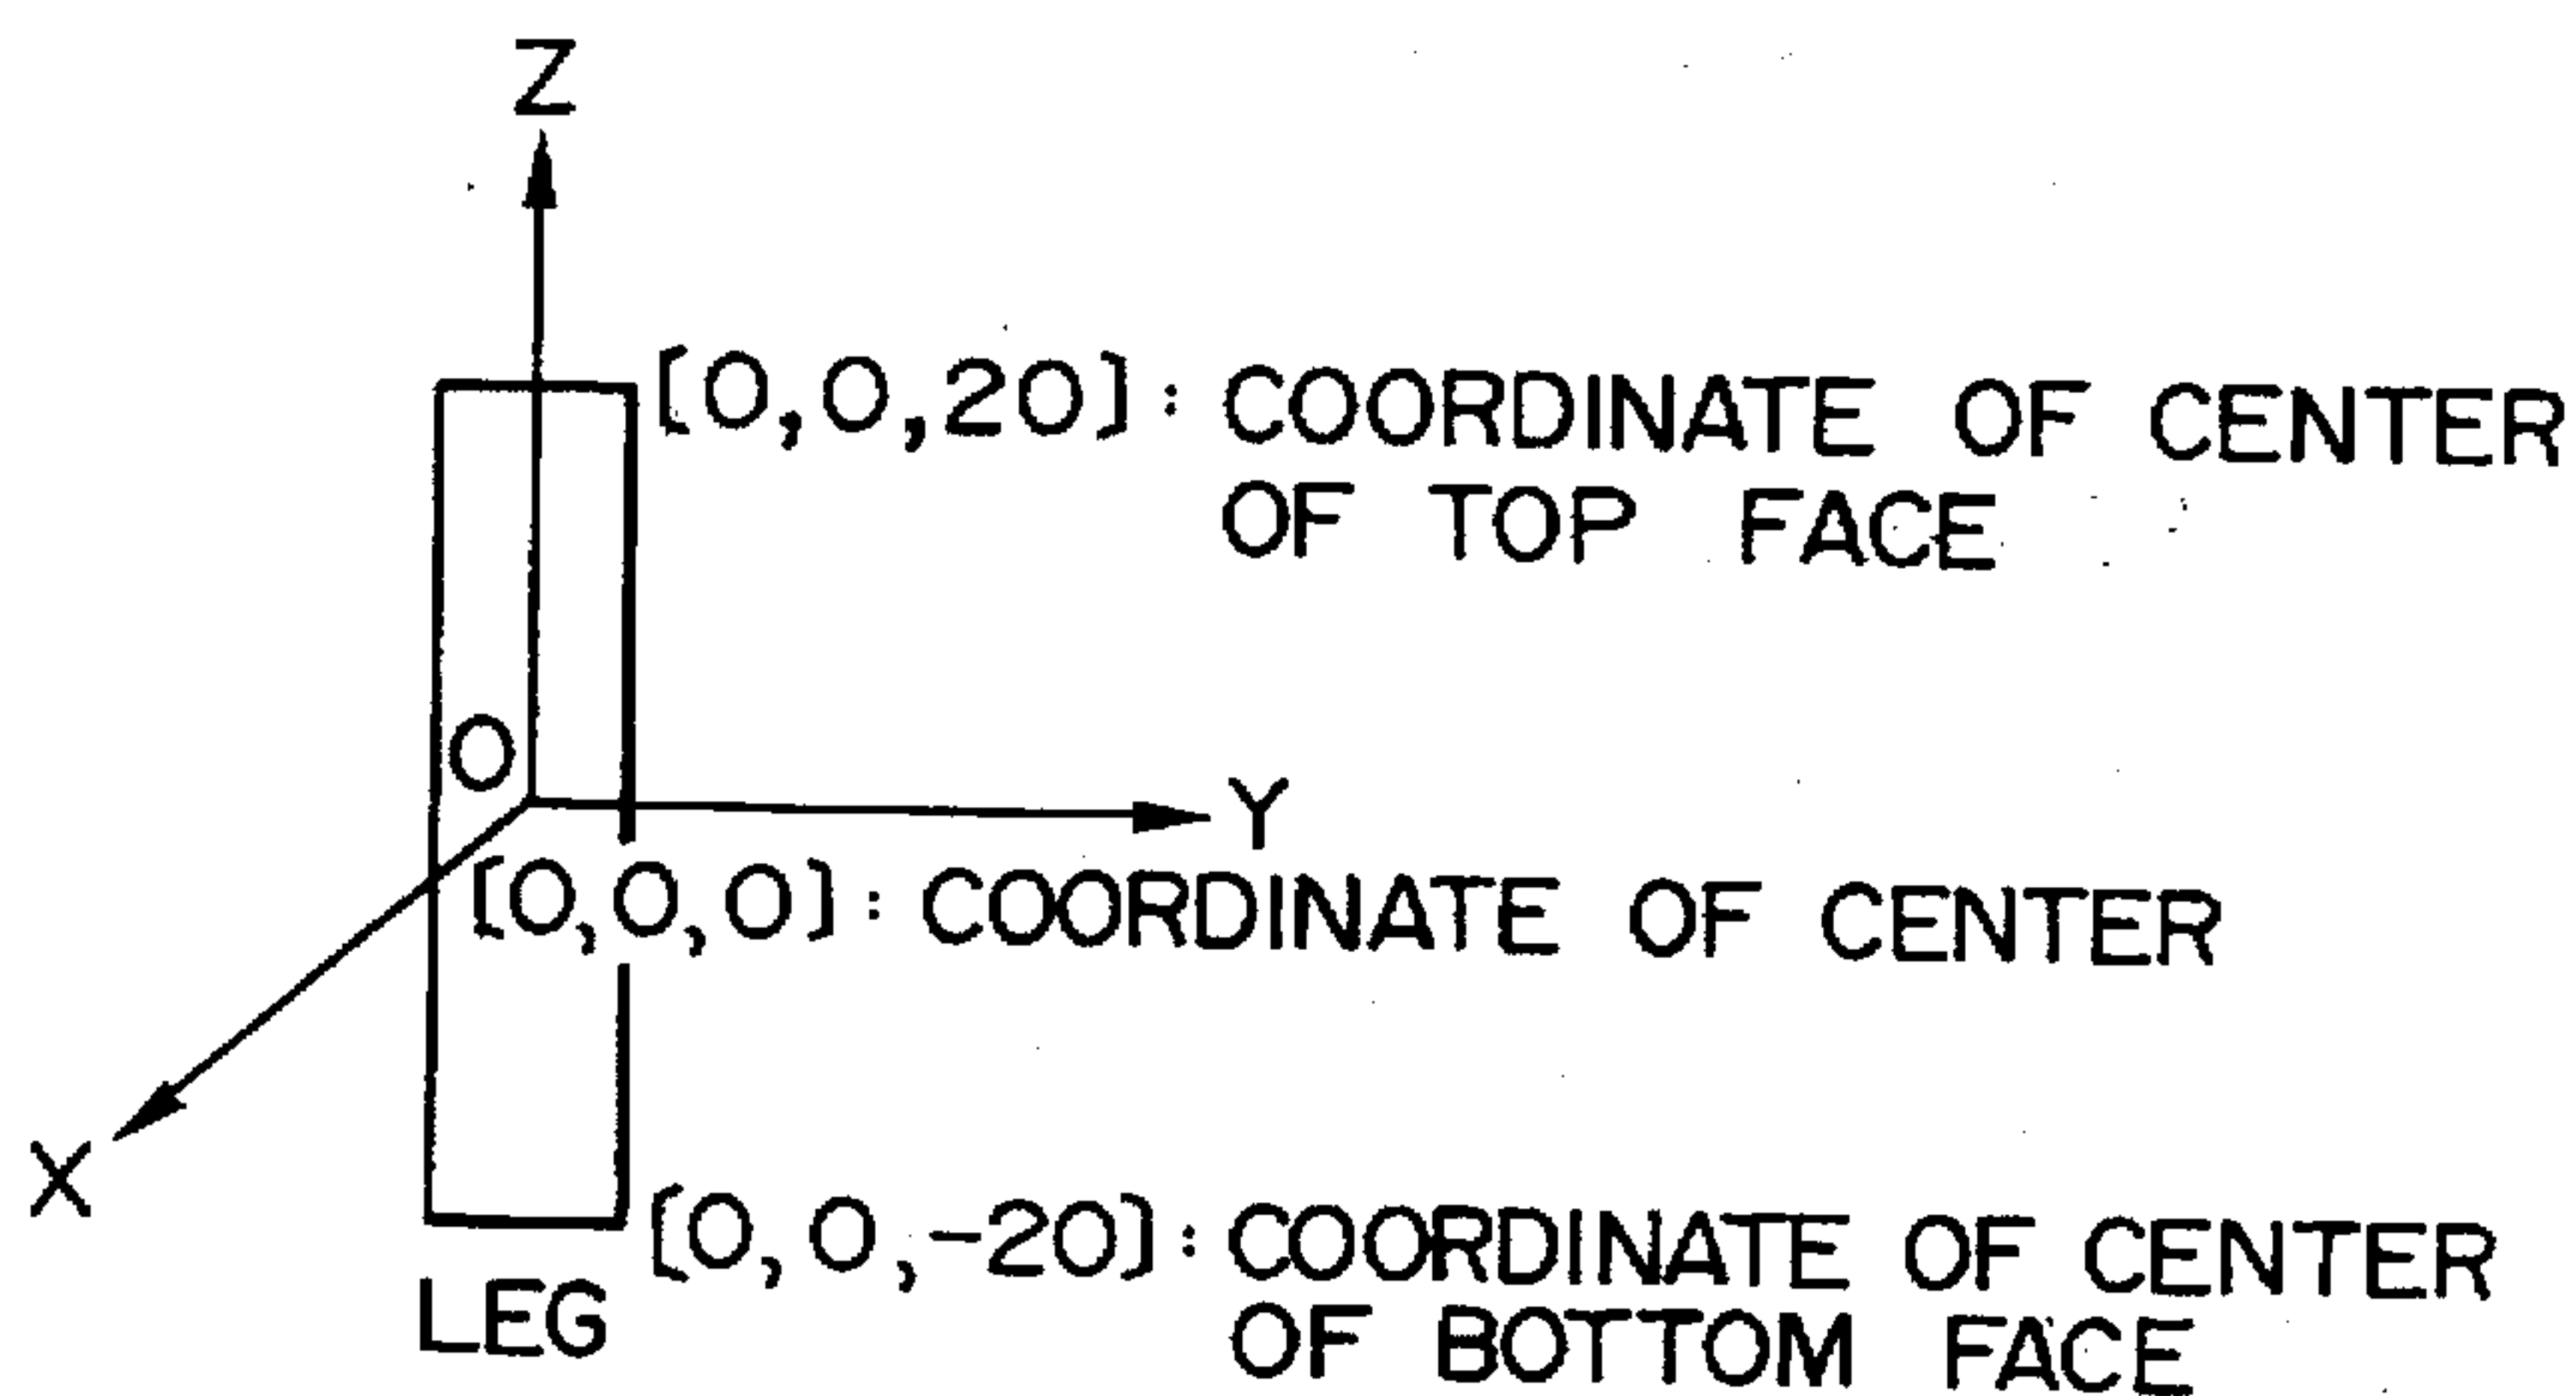 Z
[0,0,20]: COORDINATE OF CENTER
OF TOP FACE
O
Y
[0,0,0]: COORDINATE OF CENTER
X
[0,0,-20]: COORDINATE OF CENTER
LEG
OF BOTTOM FACE